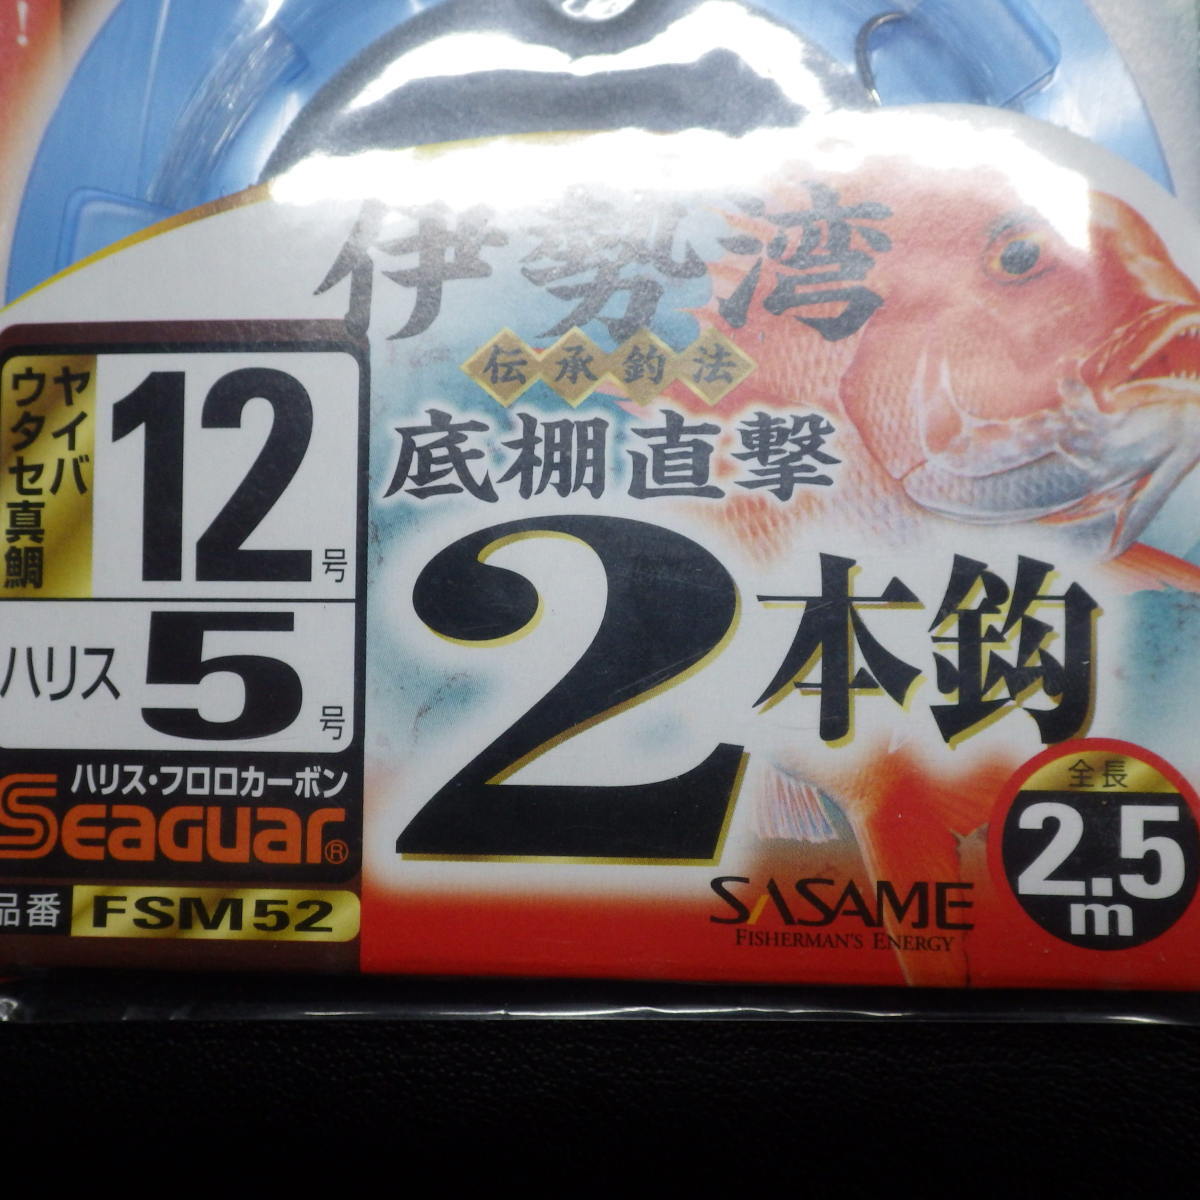 伊勢湾
伝承釣法
底棚直撃
2本鈎
ヤイバ
ウタセ真鯛
12号
ハリス 5号
ハリス・フロロカーボン
Seaguar®
品番 FSM52
全長
2.5
m
SASAME
FISHERMAN'S ENERGY